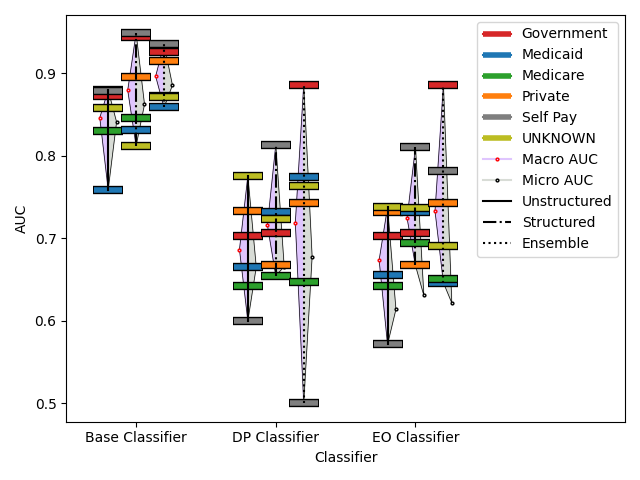 Government
Medicaid
Medicare
Private
Self Pay
UNKNOWN
Macro AUC
Micro AUC
Unstructured
Structured
Ensemble
0.9
0.8
0.7
0.6
0.5
AUC
Base Classifier DP Classifier EO Classifier
Classifier